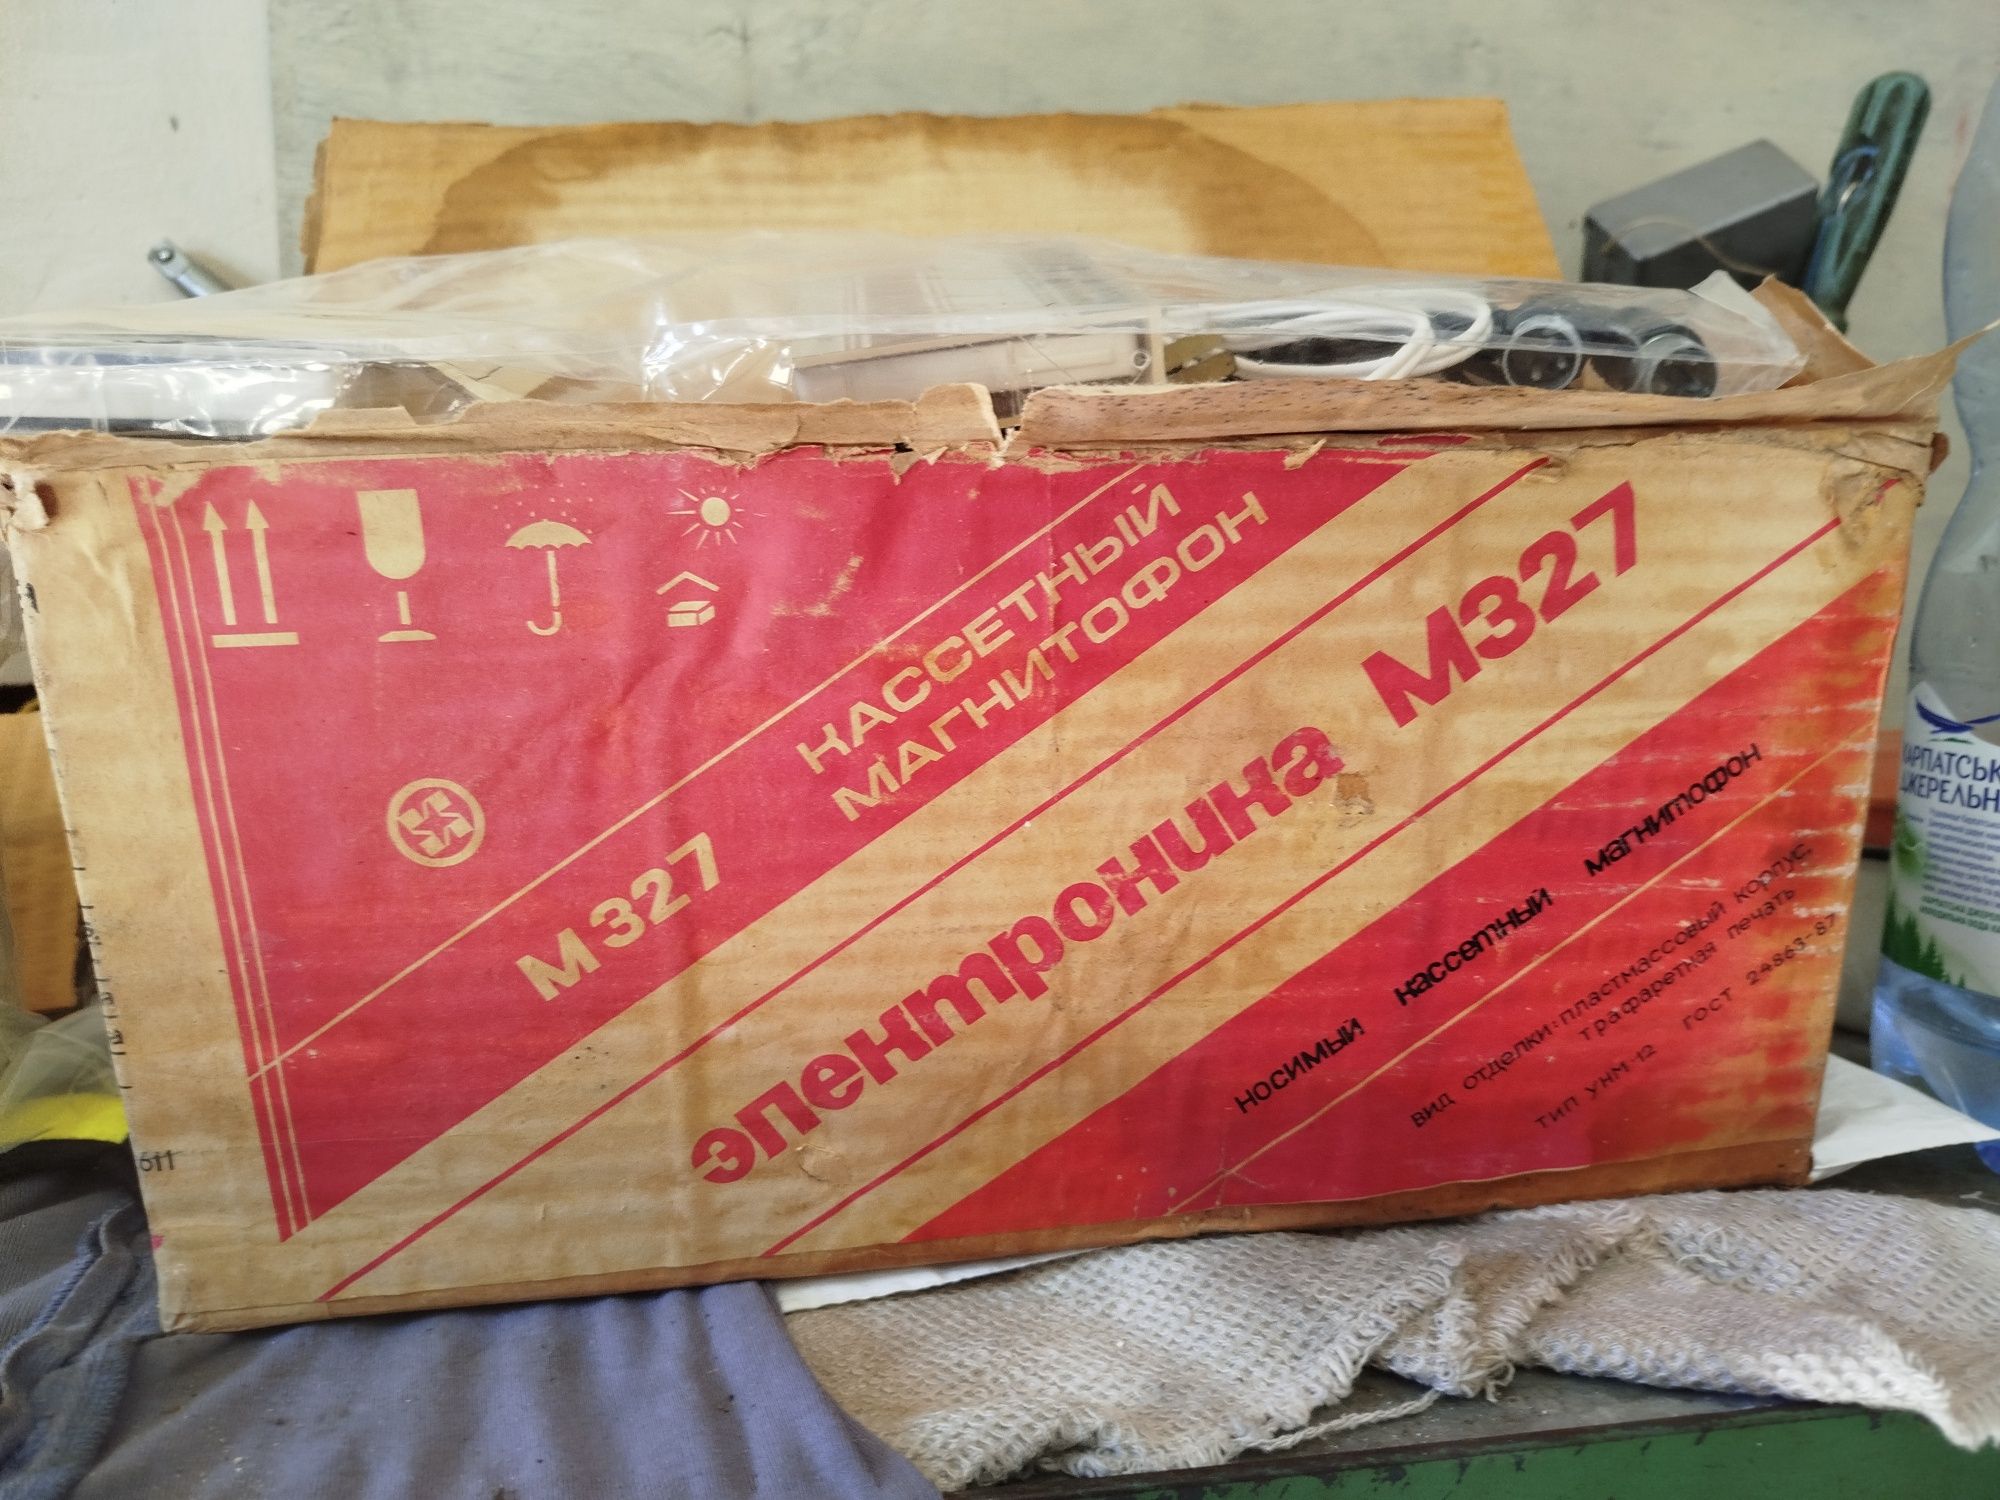 КАССЕТНЫЙ
МАГНИТОФОН
М327
электроника М327
носимый кассетный магнитофон
ВИД ОТДЕЛКИ: ПЛАСТМАССОВЫЙ КОРПУС,
ТРАФАРЕТНАЯ ПЕЧАТЬ
ТИП УНМ-12 ГОСТ 24863-87
611